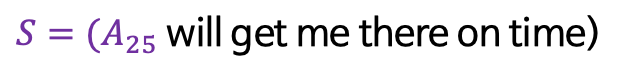 S = (A₂₅ will get me there on time)